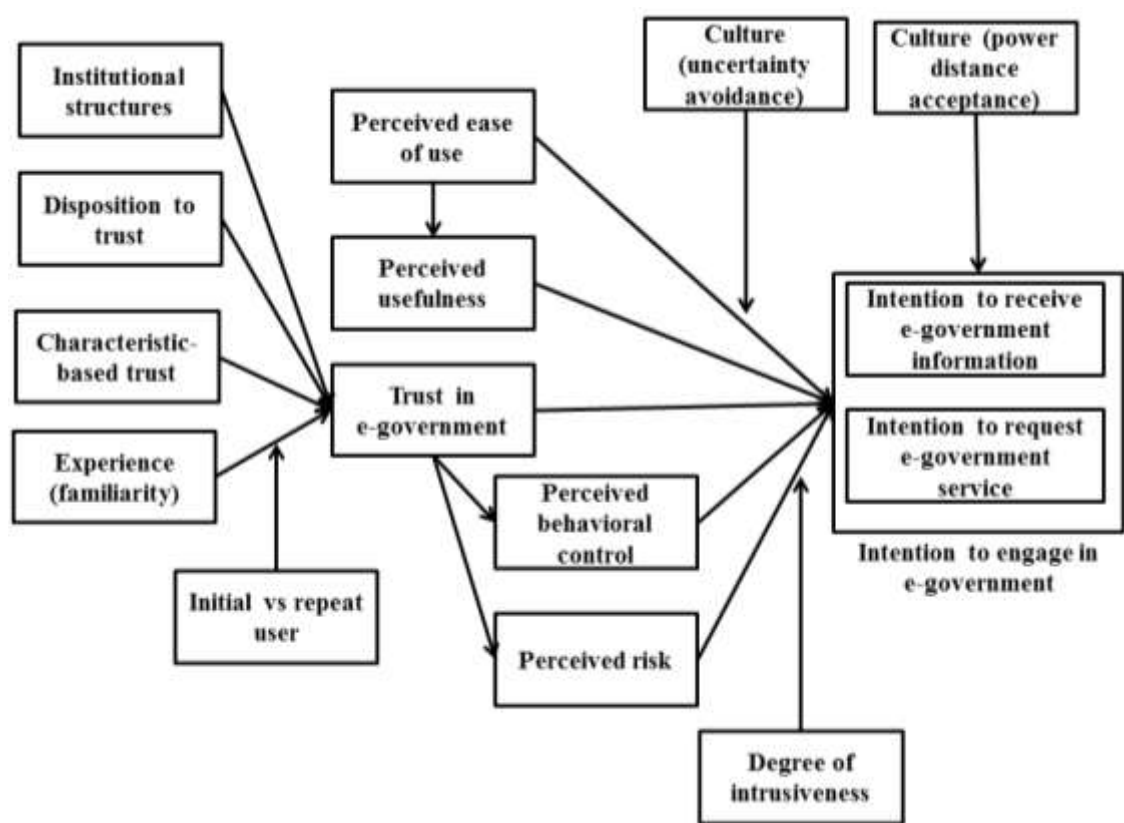 Institutional
structures
Disposition to
trust
Characteristic-
based trust
Experience
(familiarity)
Initial vs repeat
user
Perceived ease
of use
Perceived
usefulness
Trust in
e-government
Perceived
behavioral
control
Perceived risk
Culture
(uncertainty
avoidance)
Culture (power
distance
acceptance)
Intention to receive
e-government
information
Intention to request
e-government
service
Intention to engage in
e-government
Degree of
intrusiveness